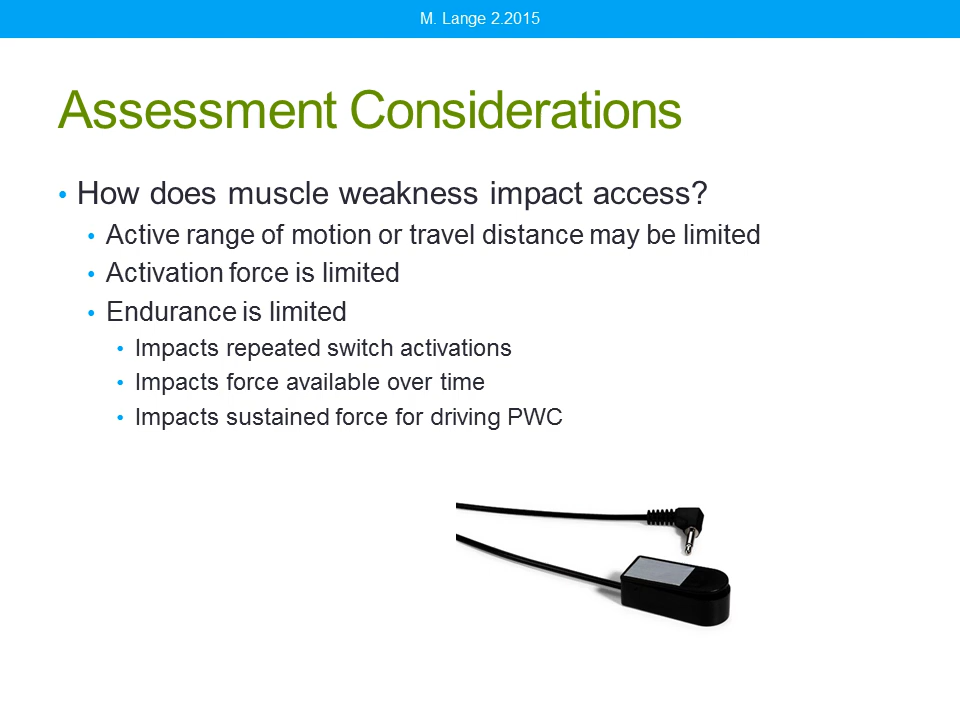 M. Lange 2.2015
Assessment Considerations
• How does muscle weakness impact access?
• Active range of motion or travel distance may be limited
• Activation force is limited
• Endurance is limited
• Impacts repeated switch activations
• Impacts force available over time
• Impacts sustained force for driving PWC